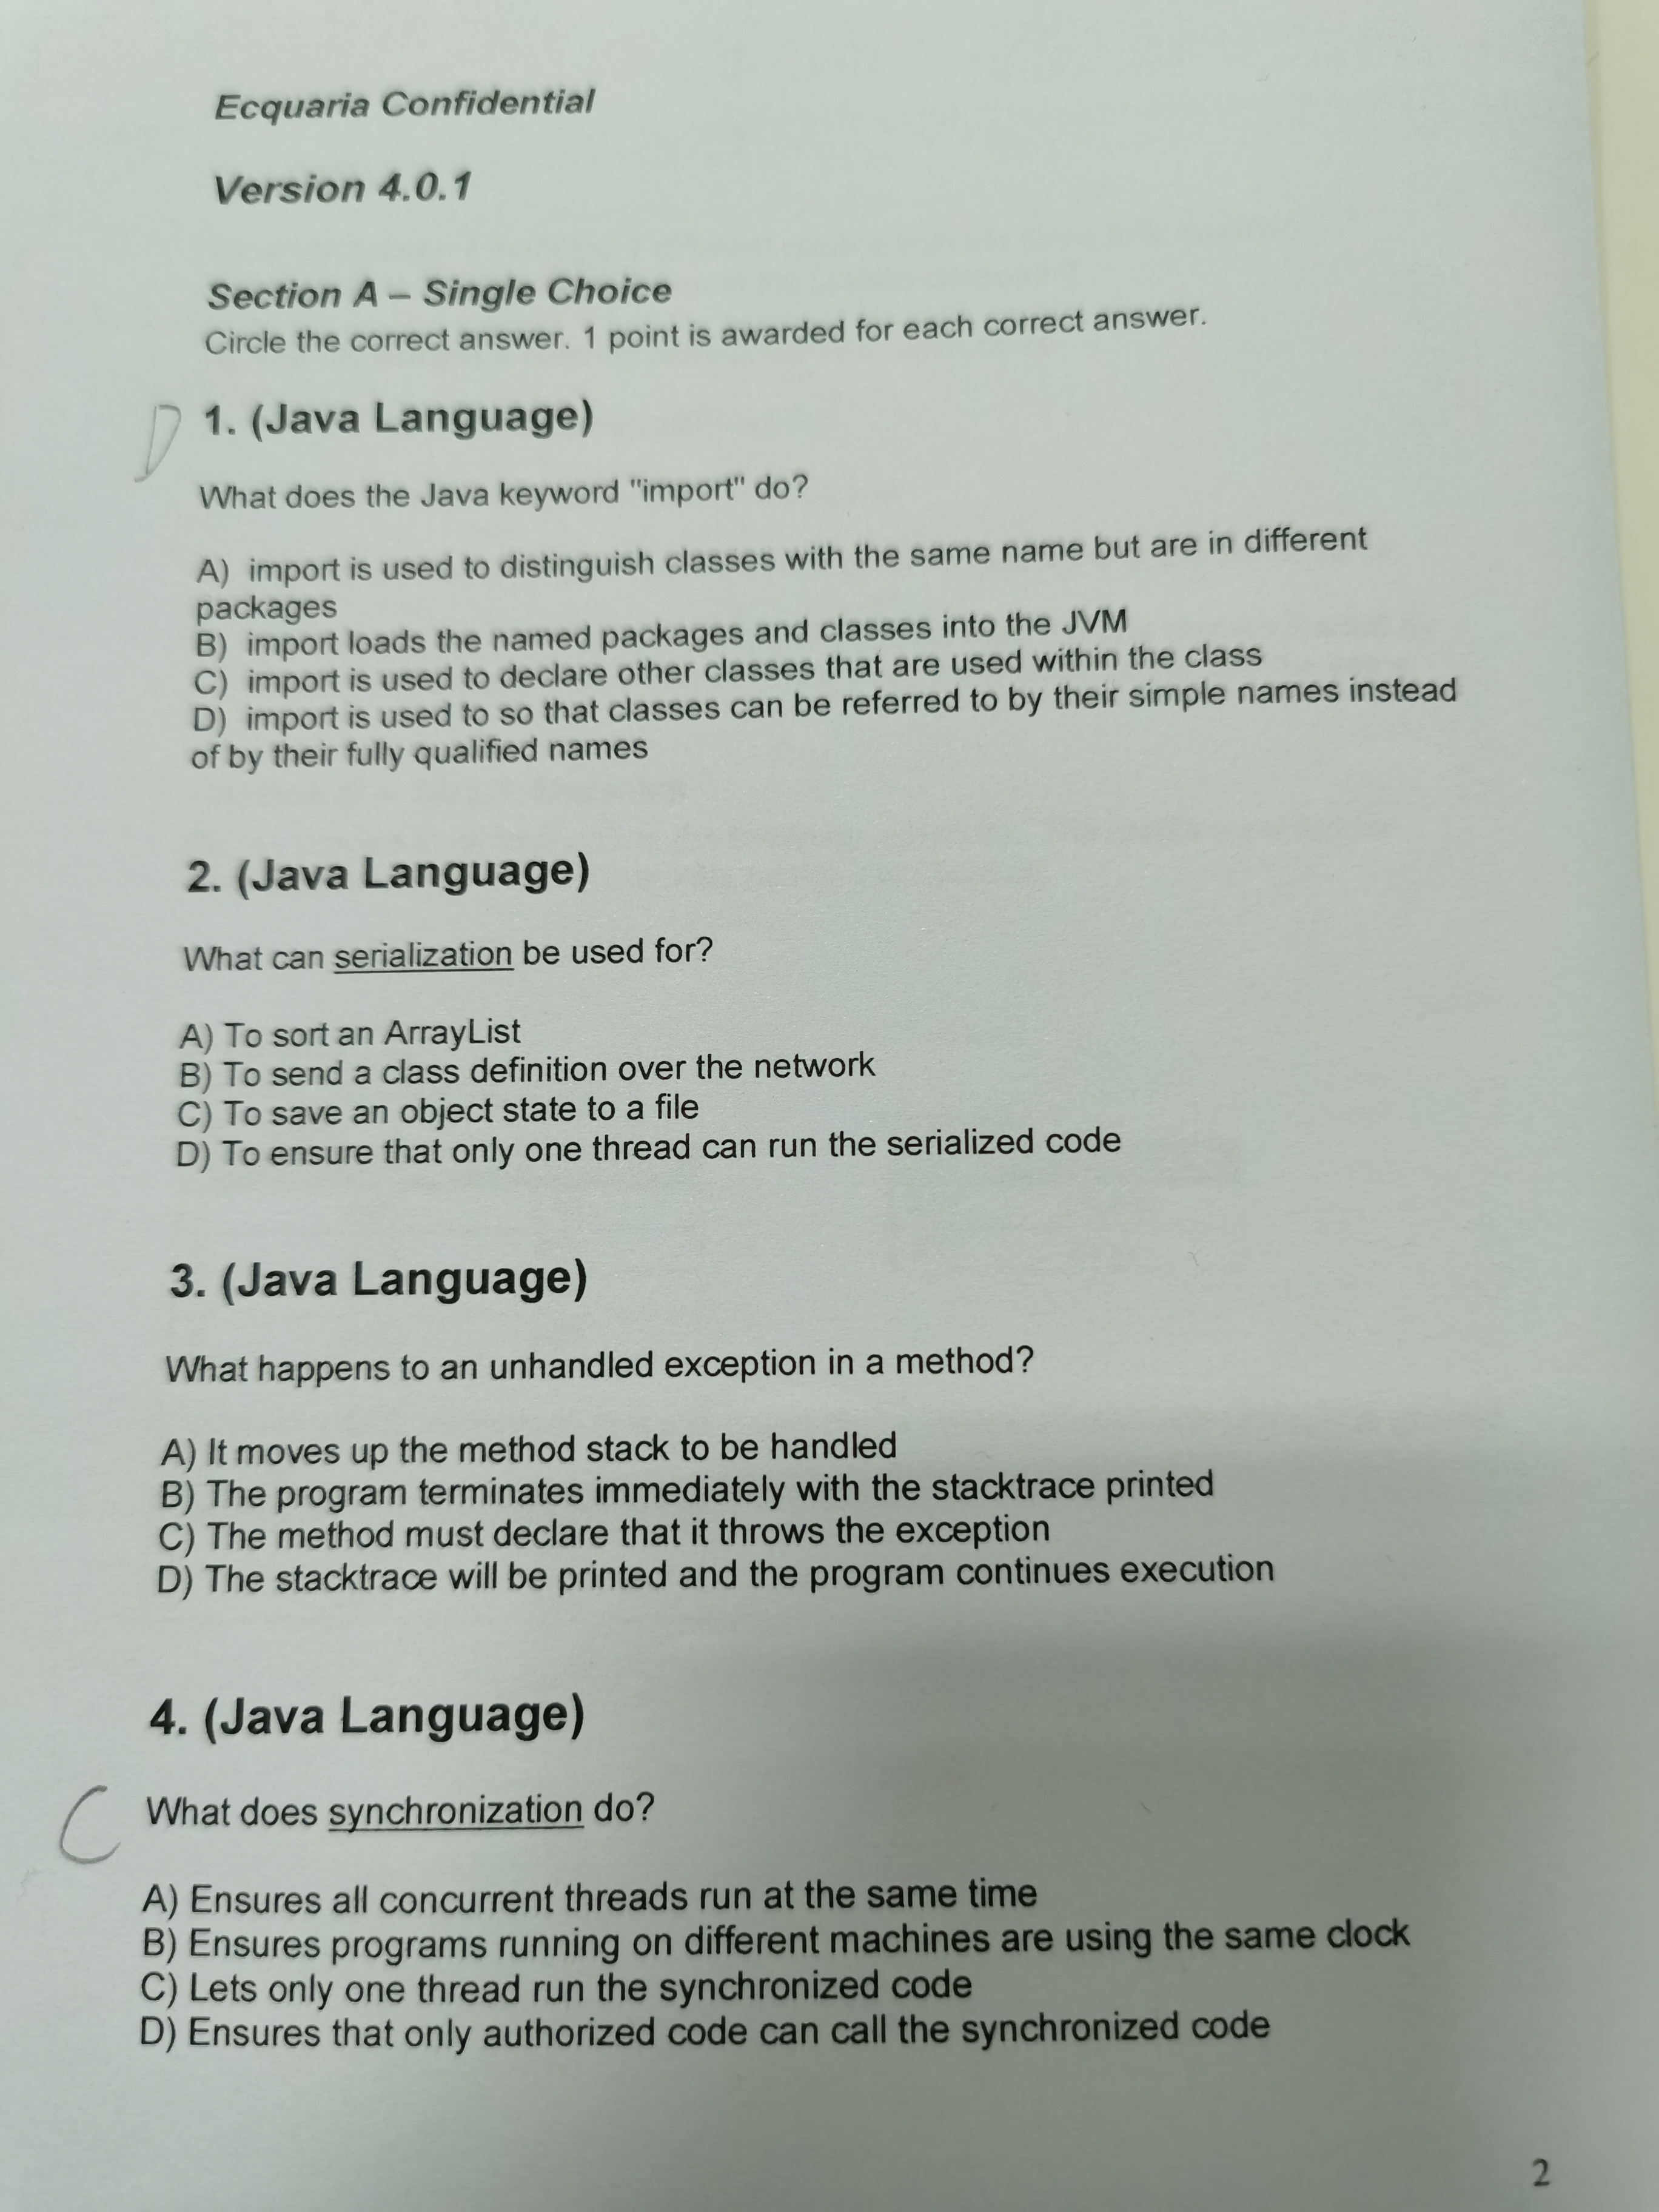 Ecquaria Confidential
Version 4.0.1
Section A – Single Choice
Circle the correct answer. 1 point is awarded for each correct answer.
D
1. (Java Language)
What does the Java keyword "import" do?
A) import is used to distinguish classes with the same name but are in different
packages
B) import loads the named packages and classes into the JVM
C) import is used to declare other classes that are used within the class
D) import is used to so that classes can be referred to by their simple names instead
of by their fully qualified names
2. (Java Language)
What can serialization be used for?
A) To sort an ArrayList
B) To send a class definition over the network
C) To save an object state to a file
D) To ensure that only one thread can run the serialized code
3. (Java Language)
What happens to an unhandled exception in a method?
A) It moves up the method stack to be handled
B) The program terminates immediately with the stacktrace printed
C) The method must declare that it throws the exception
D) The stacktrace will be printed and the program continues execution
4. (Java Language)
C
What does synchronization do?
A) Ensures all concurrent threads run at the same time
B) Ensures programs running on different machines are using the same clock
C) Lets only one thread run the synchronized code
D) Ensures that only authorized code can call the synchronized code
2